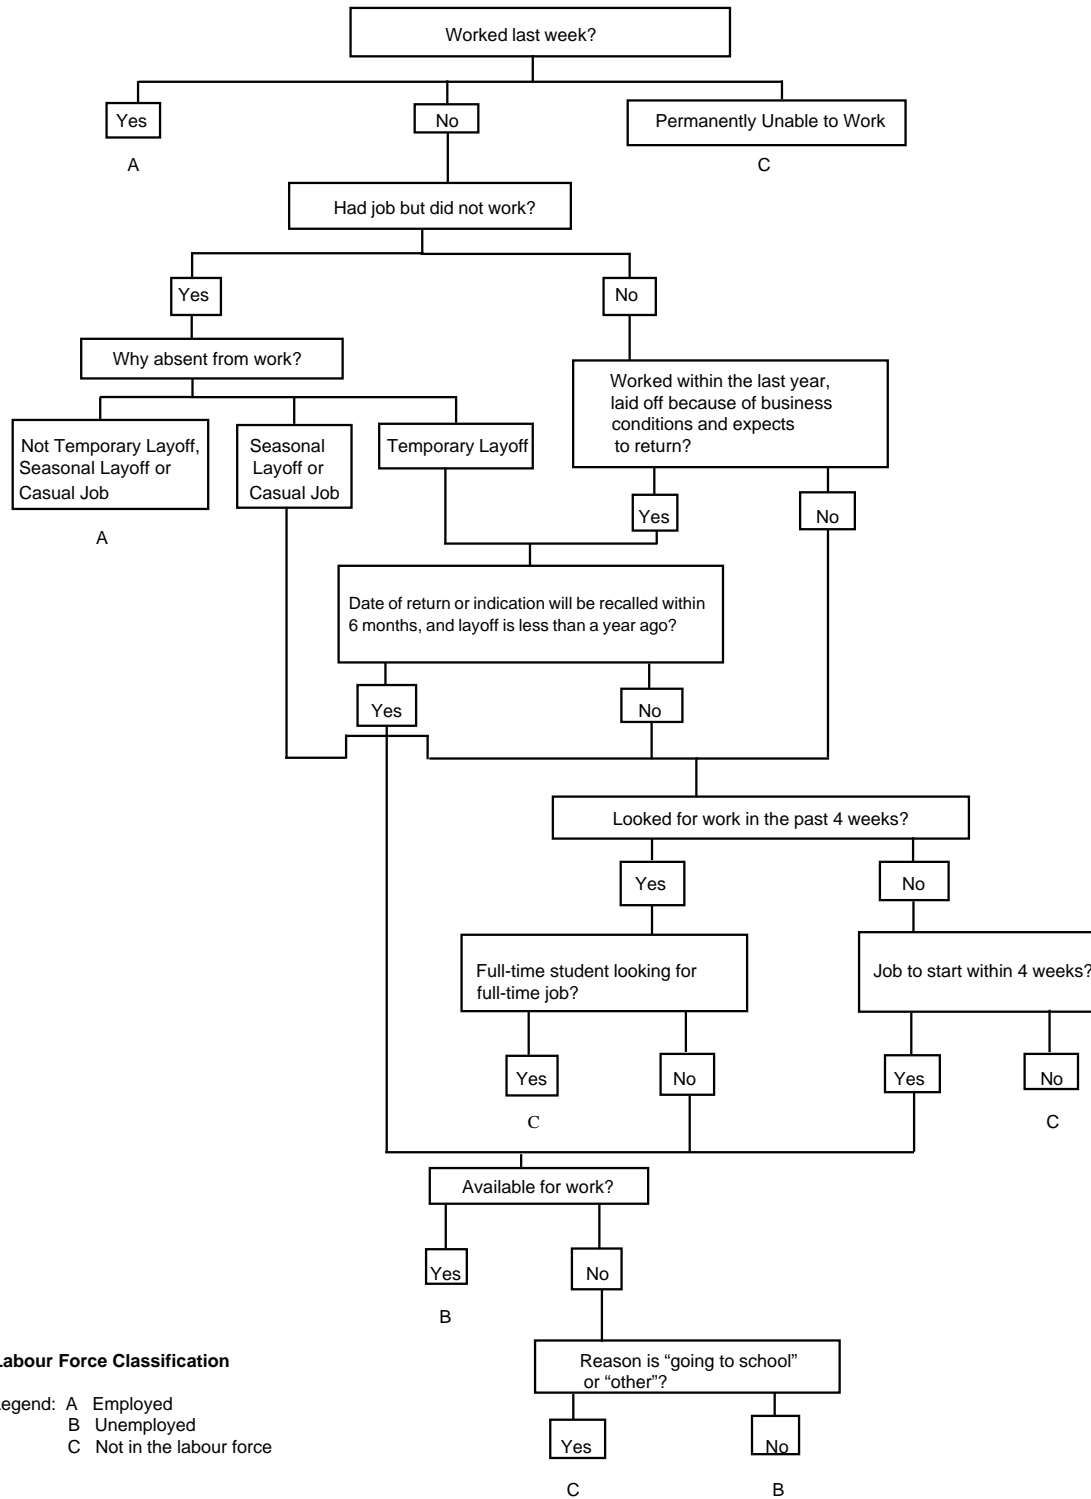 Worked last week?
Yes
No
Permanently Unable to Work
A
C
Had job but did not work?
Yes
No
Why absent from work?
Worked within the last year,
laid off because of business
conditions and expects
to return?
Not Temporary Layoff,
Seasonal Layoff or
Casual Job
Seasonal
Layoff or
Casual Job
Temporary Layoff
A
Yes
No
Date of return or indication will be recalled within
6 months, and layoff is less than a year ago?
Yes
No
Looked for work in the past 4 weeks?
Yes
No
Full-time student looking for
full-time job?
Job to start within 4 weeks?
Yes
No
Yes
No
C
C
Available for work?
Yes
No
B
Labour Force Classification
Reason is “going to school”
or “other”?
Legend: A Employed
B Unemployed
C Not in the labour force
Yes
No
C
B